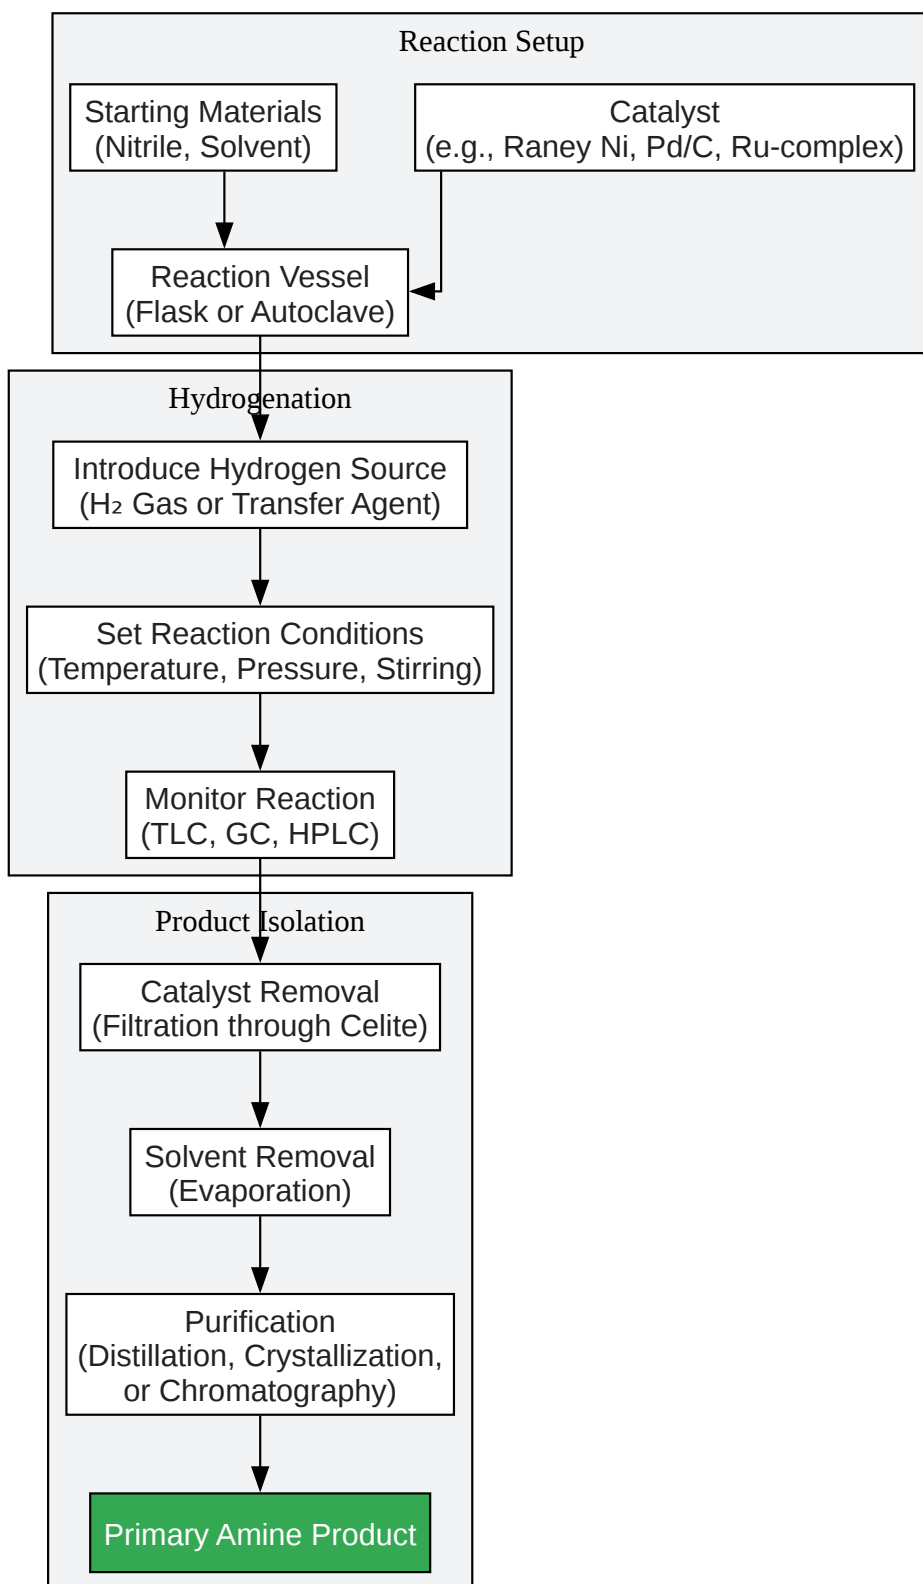 Reaction Setup
Starting Materials
(Nitrile, Solvent)
Catalyst
(e.g., Raney Ni, Pd/C, Ru-complex)
Reaction Vessel
(Flask or Autoclave)
Hydrogenation
Introduce Hydrogen Source
(H₂ Gas or Transfer Agent)
Set Reaction Conditions
(Temperature, Pressure, Stirring)
Monitor Reaction
(TLC, GC, HPLC)
Product Isolation
Catalyst Removal
(Filtration through Celite)
Solvent Removal
(Evaporation)
Purification
(Distillation, Crystallization,
or Chromatography)
Primary Amine Product